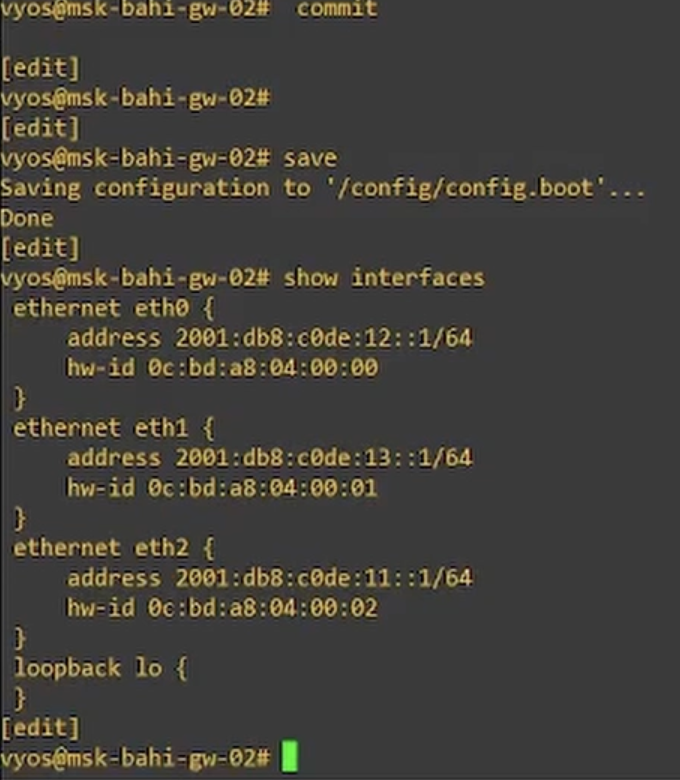 vyos@msk-bahi-gw-02#  commit
[edit]
vyos@msk-bahi-gw-02#
[edit]
vyos@msk-bahi-gw-02# save
Saving configuration to '/config/config.boot'...
Done
[edit]
vyos@msk-bahi-gw-02# show interfaces
 ethernet eth0 {
     address 2001:db8:c0de:12::1/64
     hw-id 0c:bd:a8:04:00:00
 }
 ethernet eth1 {
     address 2001:db8:c0de:13::1/64
     hw-id 0c:bd:a8:04:00:01
 }
 ethernet eth2 {
     address 2001:db8:c0de:11::1/64
     hw-id 0c:bd:a8:04:00:02
 }
 loopback lo {
 }
[edit]
vyos@msk-bahi-gw-02#